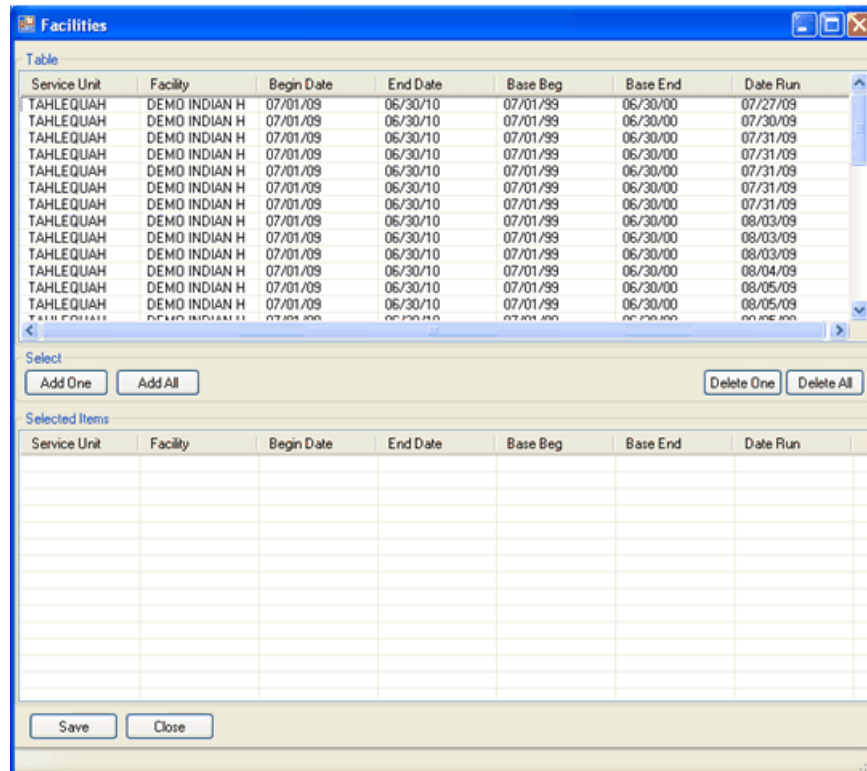 Facilities
Table
Service Unit Facility Begin Date End Date Base Beg Base End Date Run
TAHLEQUAH DEMO INDIAN H 07/01/09 06/30/10 07/01/99 06/30/00 07/27/09
TAHLEQUAH DEMO INDIAN H 07/01/09 06/30/10 07/01/99 06/30/00 07/30/09
TAHLEQUAH DEMO INDIAN H 07/01/09 06/30/10 07/01/99 06/30/00 07/31/09
TAHLEQUAH DEMO INDIAN H 07/01/09 06/30/10 07/01/99 06/30/00 07/31/09
TAHLEQUAH DEMO INDIAN H 07/01/09 06/30/10 07/01/99 06/30/00 07/31/09
TAHLEQUAH DEMO INDIAN H 07/01/09 06/30/10 07/01/99 06/30/00 07/31/09
TAHLEQUAH DEMO INDIAN H 07/01/09 06/30/10 07/01/99 06/30/00 07/31/09
TAHLEQUAH DEMO INDIAN H 07/01/09 06/30/10 07/01/99 06/30/00 08/03/09
TAHLEQUAH DEMO INDIAN H 07/01/09 06/30/10 07/01/99 06/30/00 08/03/09
TAHLEQUAH DEMO INDIAN H 07/01/09 06/30/10 07/01/99 06/30/00 08/03/09
TAHLEQUAH DEMO INDIAN H 07/01/09 06/30/10 07/01/99 06/30/00 08/04/09
TAHLEQUAH DEMO INDIAN H 07/01/09 06/30/10 07/01/99 06/30/00 08/05/09
TAHLEQUAH DEMO INDIAN H 07/01/09 06/30/10 07/01/99 06/30/00 08/05/09
Select
Add One Add All Delete One Delete All
Selected Items
Service Unit Facility Begin Date End Date Base Beg Base End Date Run
Save Close